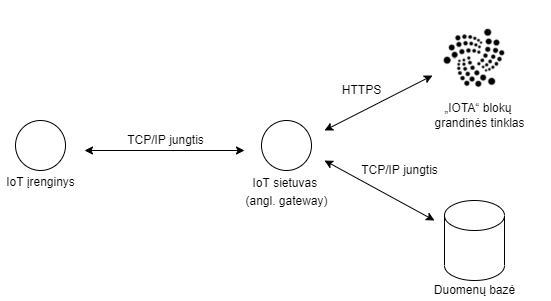 HTTPS
„IOTA“ blokų
grandinės tinklas
TCP/IP jungtis
IoT įrenginys
IoT sietuvas
(angl. gateway)
TCP/IP jungtis
Duomenų bazė